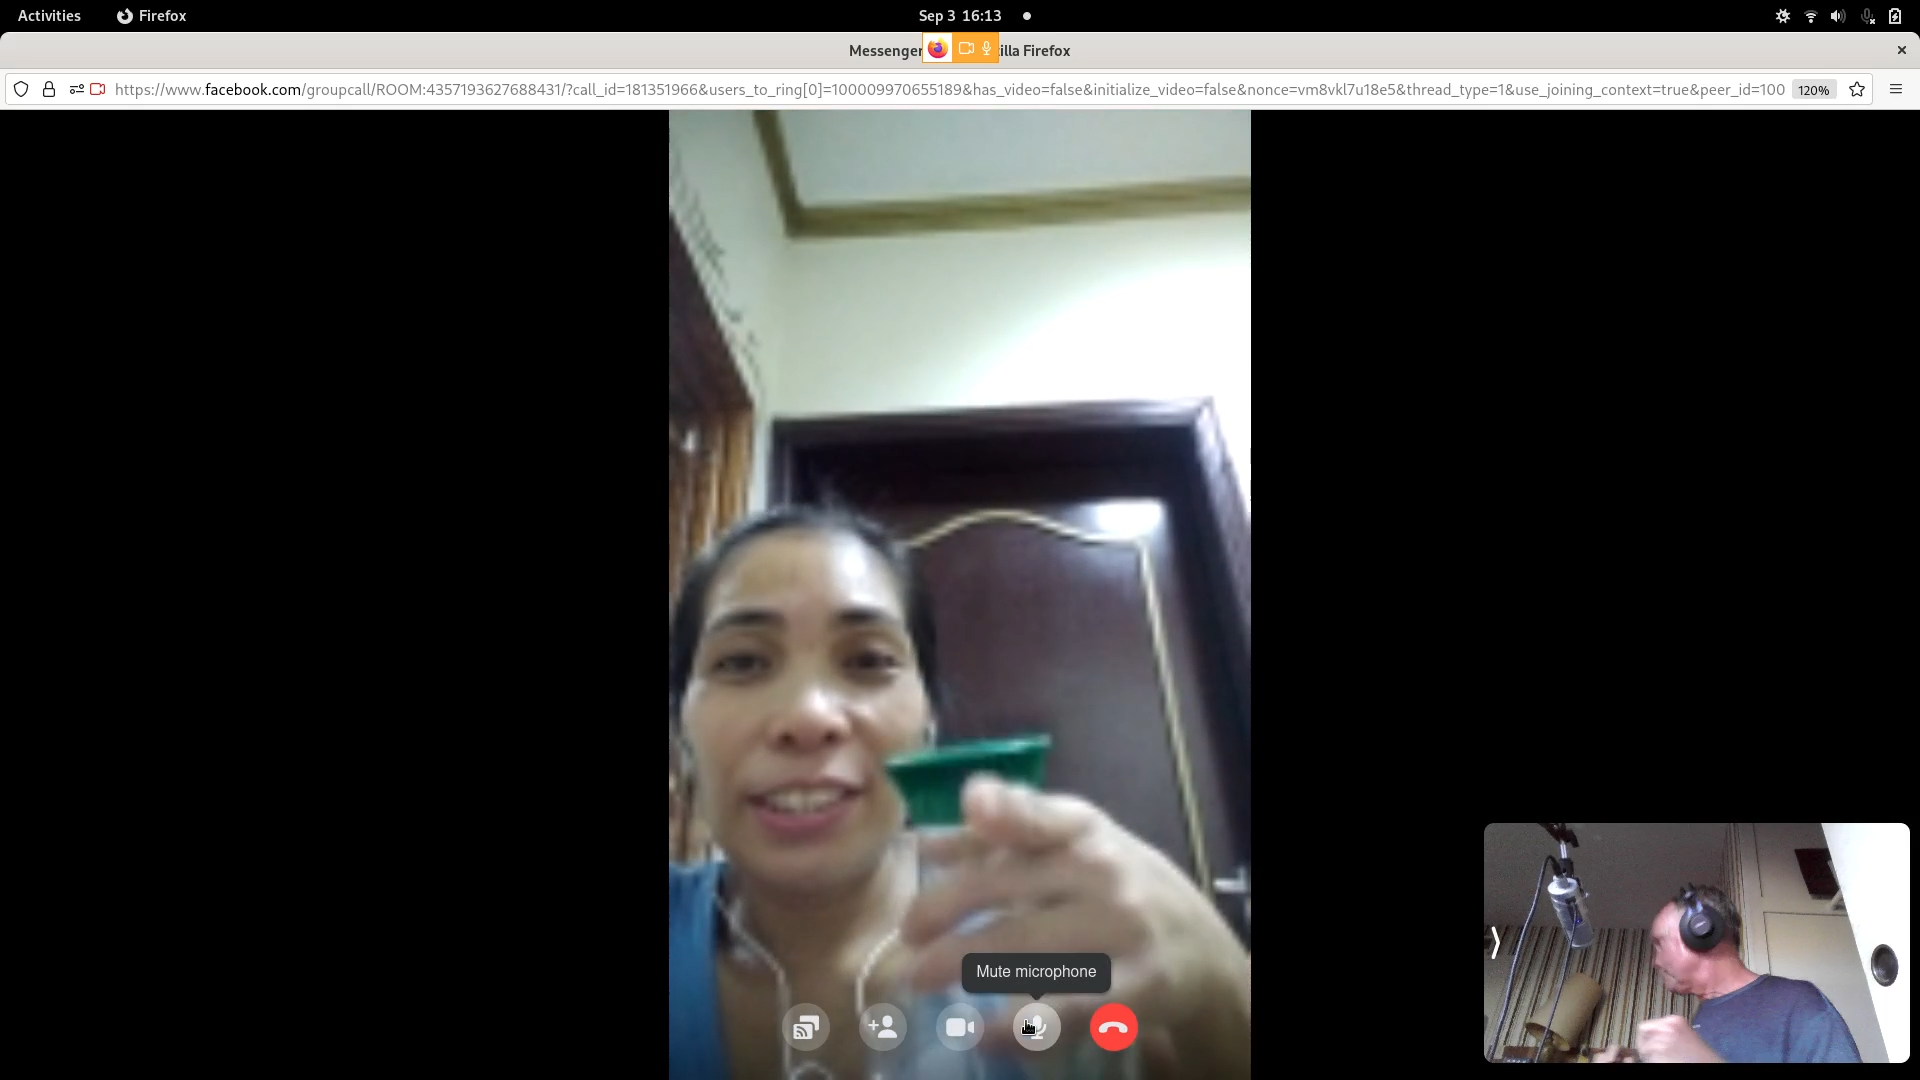 Activities Firefox Sep 3 16:13
Messenger illa Firefox
https://www.facebook.com/groupcall/ROOM:4357193627688431/?call_id=181351966&users_to_ring[0]=100009970655189&has_video=false&initialize_video=false&nonce=vm8vkl7u18e5&thread_type=1&use_joining_context=true&peer_id=100 120%
Mute microphone